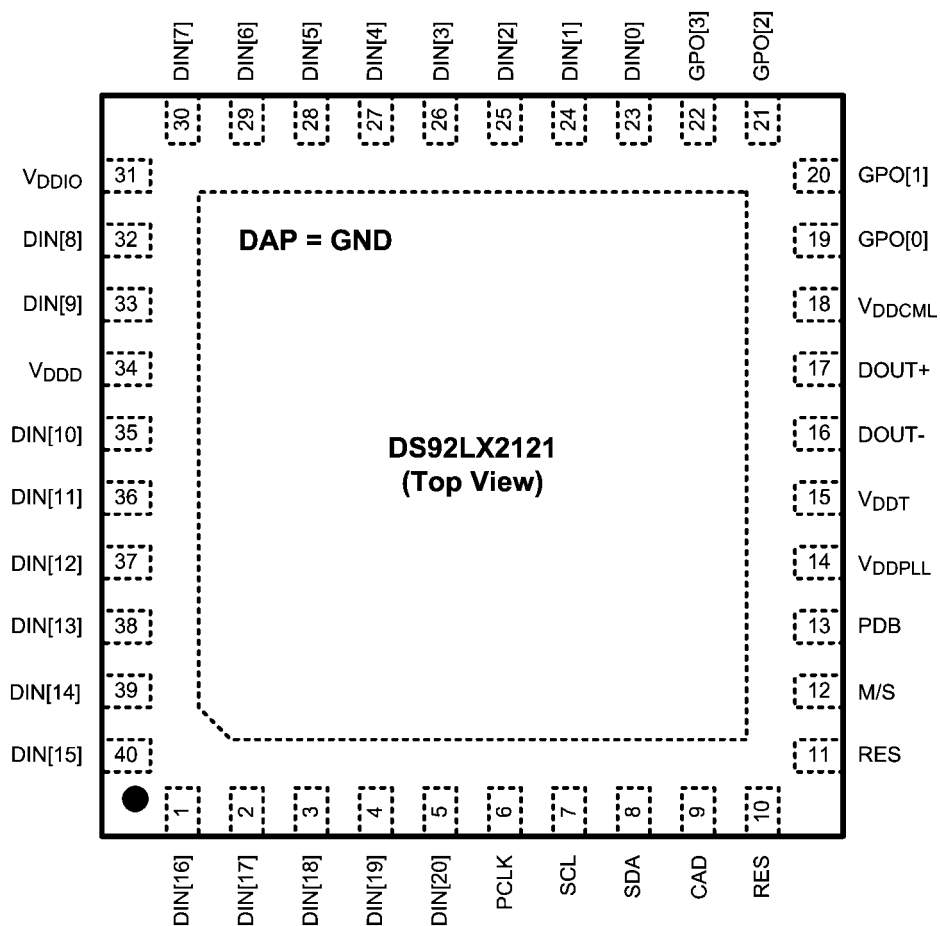 DIN[7]
DIN[6]
DIN[5]
DIN[4]
DIN[3]
DIN[2]
DIN[1]
DIN[0]
GPO[3]
GPO[2]
30
29
28
27
26
25
24
23
22
21
VDDIO 31
20 GPO[1]
DIN[8] 32
19 GPO[0]
DIN[9] 33
18 VDDCML
VDDD 34
17 DOUT+
DIN[10] 35
16 DOUT-
DIN[11] 36
15 VDDT
DIN[12] 37
14 VDDPLL
DIN[13] 38
13 PDB
DIN[14] 39
12 M/S
DIN[15] 40
11 RES
DAP = GND
DS92LX2121
(Top View)
1
2
3
4
5
6
7
8
9
10
DIN[16]
DIN[17]
DIN[18]
DIN[19]
DIN[20]
PCLK
SCL
SDA
CAD
RES